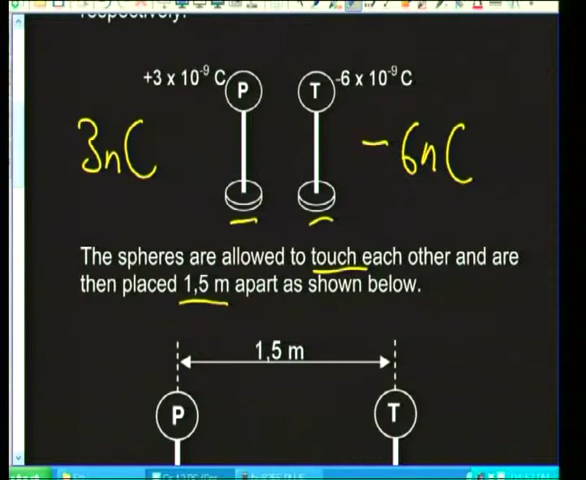 respectively.
+3 x 10⁻⁹ C P T -6 x 10⁻⁹ C
3nC -6nC
The spheres are allowed to touch each other and are
then placed 1,5 m apart as shown below.
1,5 m
P T